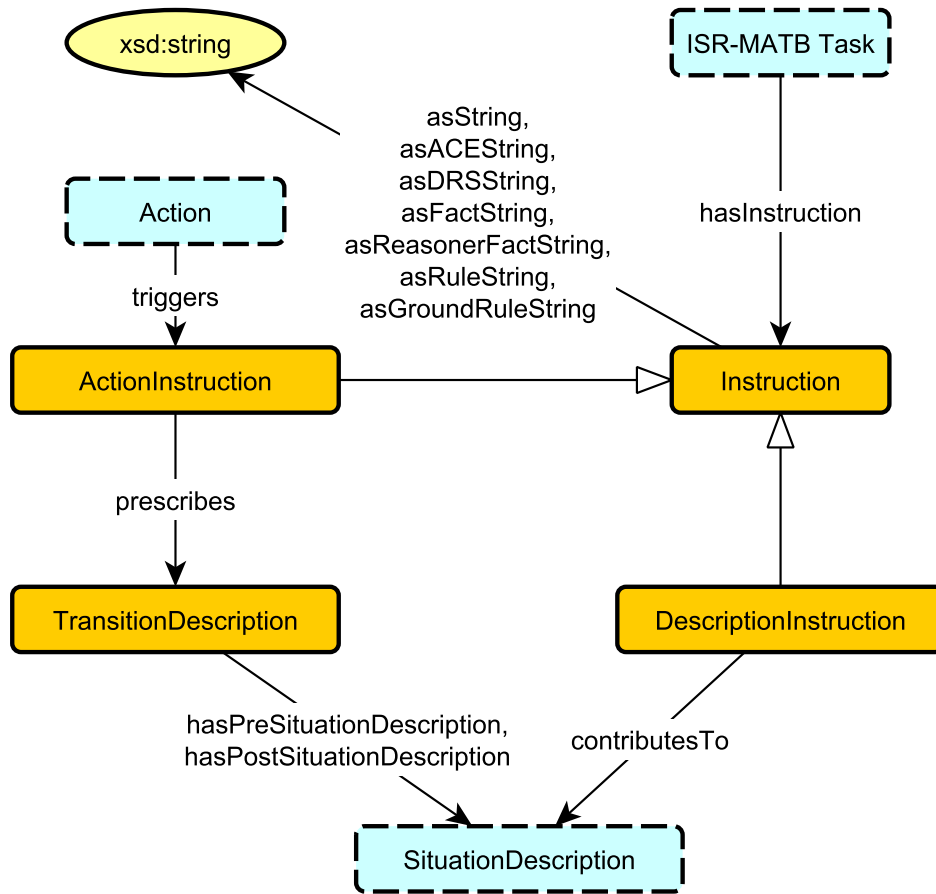 xsd:string
ISR-MATB Task
asString,
asACEString,
asDRSString,
asFactString,
asReasonerFactString,
asRuleString,
asGroundRuleString
Action
hasInstruction
triggers
ActionInstruction
Instruction
prescribes
TransitionDescription
DescriptionInstruction
hasPreSituationDescription,
hasPostSituationDescription
contributesTo
SituationDescription